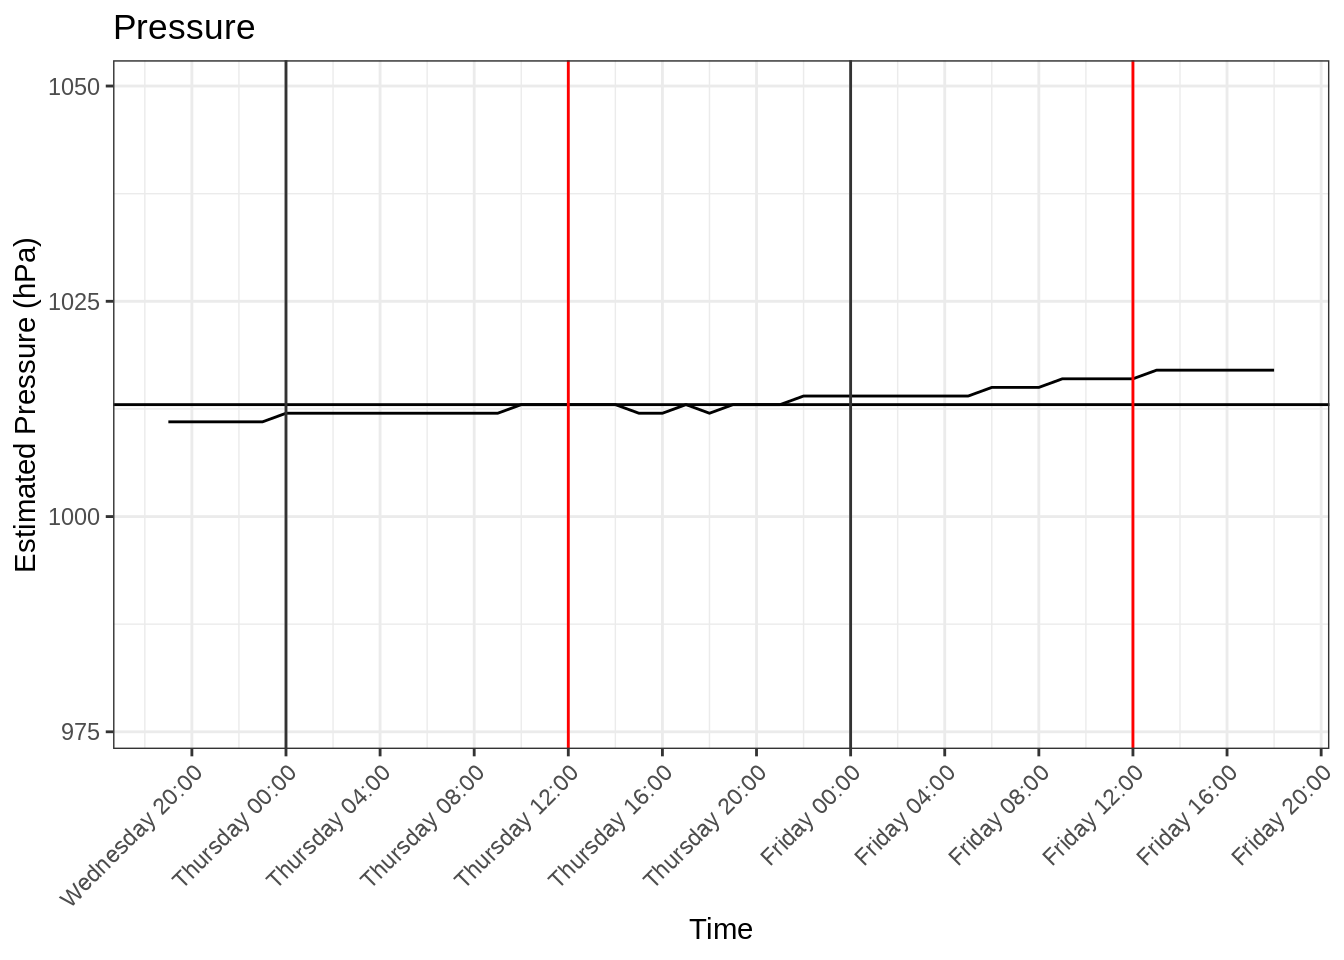 Pressure
1050
1025
1000
975
Estimated Pressure (hPa)
Wednesday 20:00
Thursday 00:00
Thursday 04:00
Thursday 08:00
Thursday 12:00
Thursday 16:00
Thursday 20:00
Friday 00:00
Friday 04:00
Friday 08:00
Friday 12:00
Friday 16:00
Friday 20:00
Time